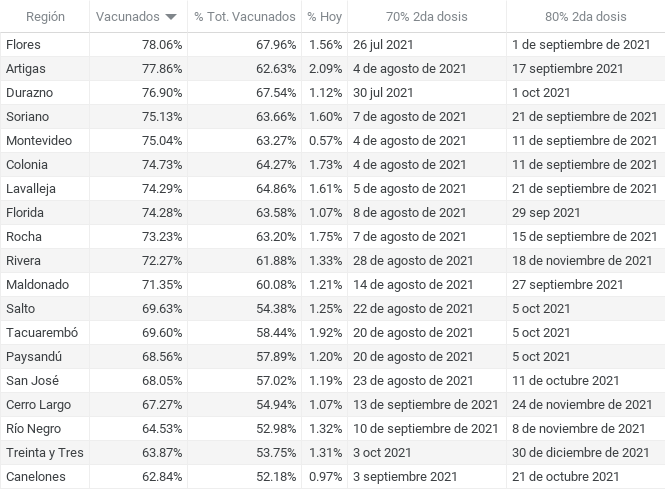 Región Vacunados % Tot. Vacunados % Hoy 70% 2da dosis 80% 2da dosis
Flores 78.06% 67.96% 1.56% 26 jul 2021 1 de septiembre de 2021
Artigas 77.86% 62.63% 2.09% 4 de agosto de 2021 17 septiembre 2021
Durazno 76.90% 67.54% 1.12% 30 jul 2021 1 oct 2021
Soriano 75.13% 63.66% 1.60% 7 de agosto de 2021 21 de septiembre de 2021
Montevideo 75.04% 63.27% 0.57% 4 de agosto de 2021 11 de septiembre de 2021
Colonia 74.73% 64.27% 1.73% 4 de agosto de 2021 11 de septiembre de 2021
Lavalleja 74.29% 64.86% 1.61% 5 de agosto de 2021 21 de septiembre de 2021
Florida 74.28% 63.58% 1.07% 8 de agosto de 2021 29 sep 2021
Rocha 73.23% 63.20% 1.75% 7 de agosto de 2021 15 de septiembre de 2021
Rivera 72.27% 61.88% 1.33% 28 de agosto de 2021 18 de noviembre de 2021
Maldonado 71.35% 60.08% 1.21% 14 de agosto de 2021 27 septiembre 2021
Salto 69.63% 54.38% 1.25% 22 de agosto de 2021 5 oct 2021
Tacuarembó 69.60% 58.44% 1.92% 20 de agosto de 2021 5 oct 2021
Paysandú 68.56% 57.89% 1.20% 20 de agosto de 2021 5 oct 2021
San José 68.05% 57.02% 1.19% 23 de agosto de 2021 11 de octubre 2021
Cerro Largo 67.27% 54.94% 1.07% 13 de septiembre de 2021 24 de noviembre de 2021
Río Negro 64.53% 52.98% 1.32% 10 de septiembre de 2021 8 de noviembre de 2021
Treinta y Tres 63.87% 53.75% 1.31% 3 oct 2021 30 de diciembre de 2021
Canelones 62.84% 52.18% 0.97% 3 septiembre 2021 21 de octubre 2021